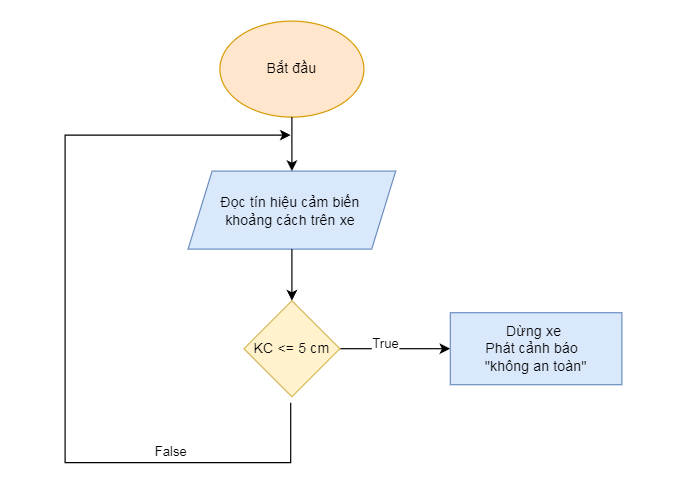 Bắt đầu
Đọc tín hiệu cảm biến
khoảng cách trên xe
KC <= 5 cm
True
Dừng xe
Phát cảnh báo
"không an toàn"
False